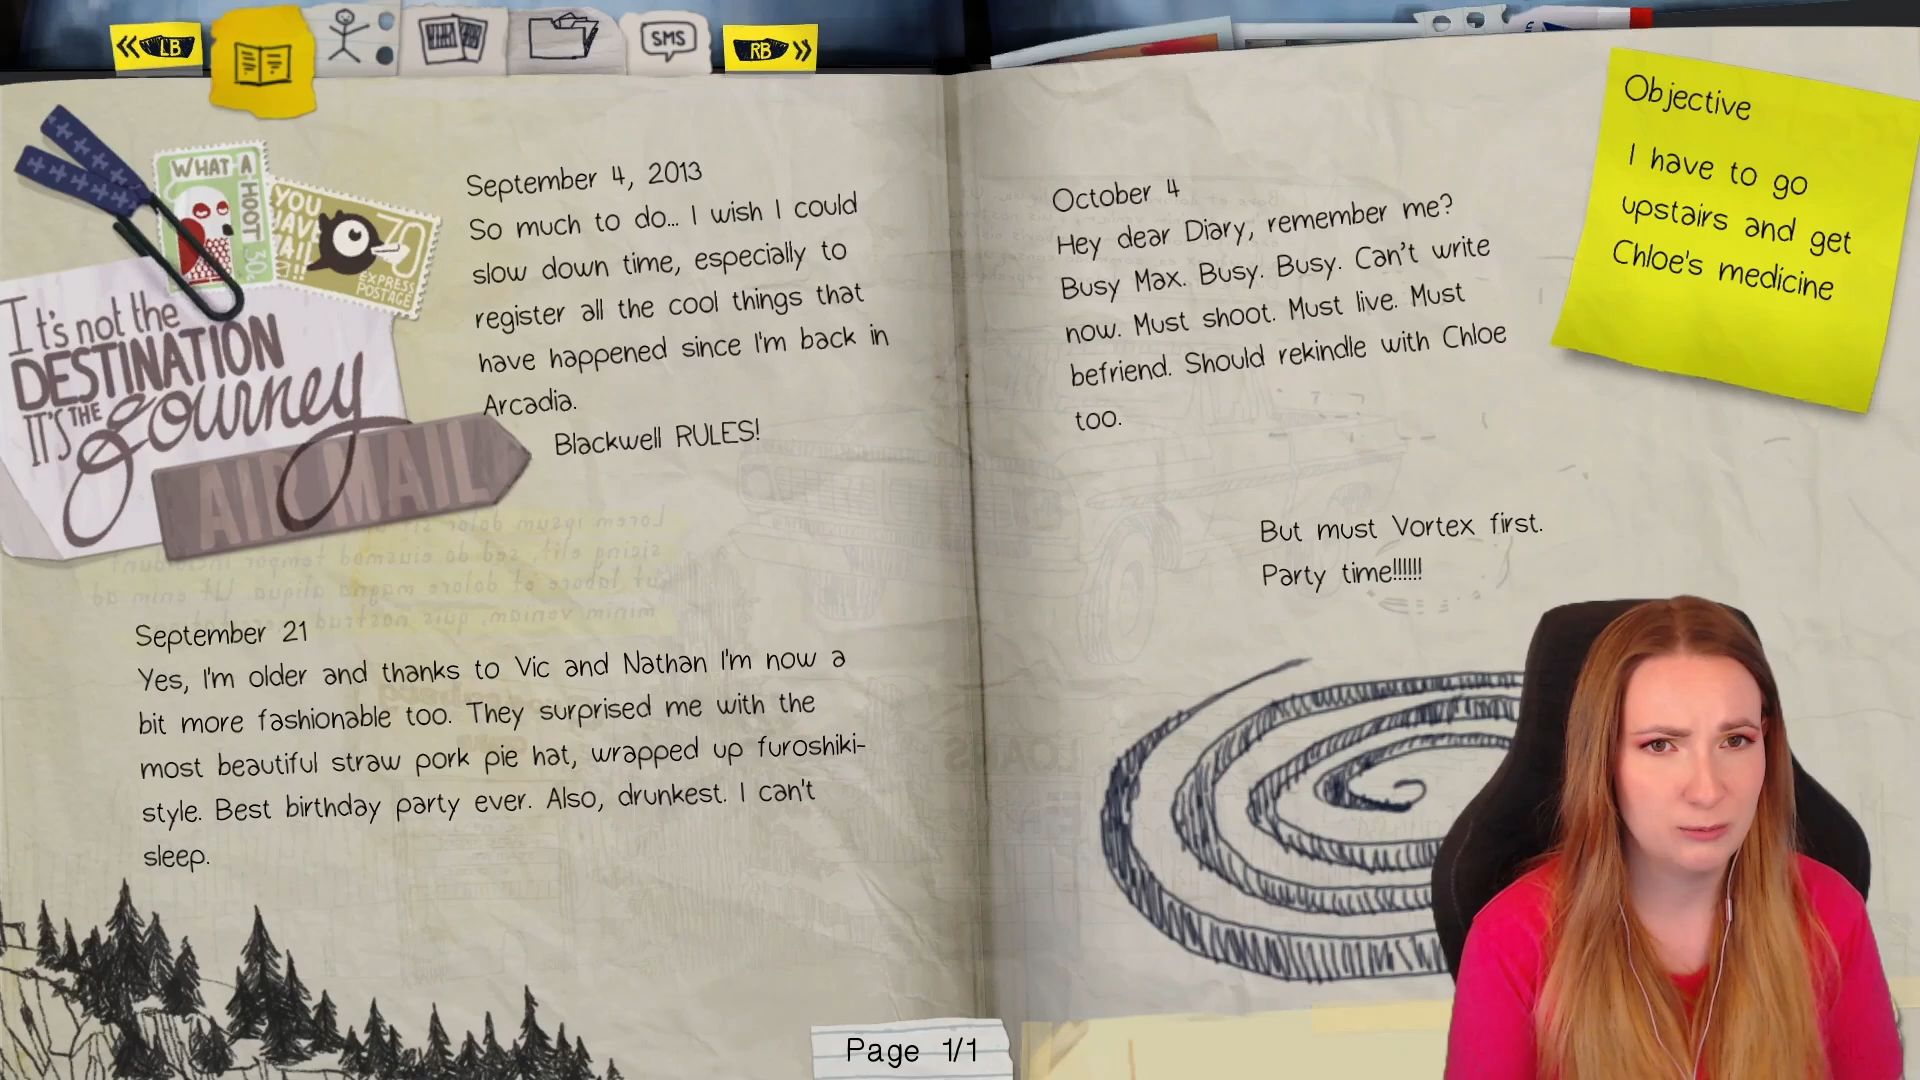 LB
SMS
RB
WHAT A
HOOT
30¢
YOU
HAVE
MAIL
!!!
70
EXPRESS
POSTAGE
It's not the
DESTINATION
IT'S THE
journey
AIR MAIL
September 4, 2013
So much to do... I wish I could
slow down time, especially to
register all the cool things that
have happened since I'm back in
Arcadia.
Blackwell RULES!
September 21
Yes, I'm older and thanks to Vic and Nathan I'm now a
bit more fashionable too. They surprised me with the
most beautiful straw pork pie hat, wrapped up furoshiki-
style. Best birthday party ever. Also, drunkest. I can't
sleep.
October 4
Hey dear Diary, remember me?
Busy Max. Busy. Busy. Can't write
now. Must shoot. Must live. Must
befriend. Should rekindle with Chloe
too.
But must Vortex first.
Party time!!!!!!
Objective
I have to go
upstairs and get
Chloe's medicine
Page 1/1